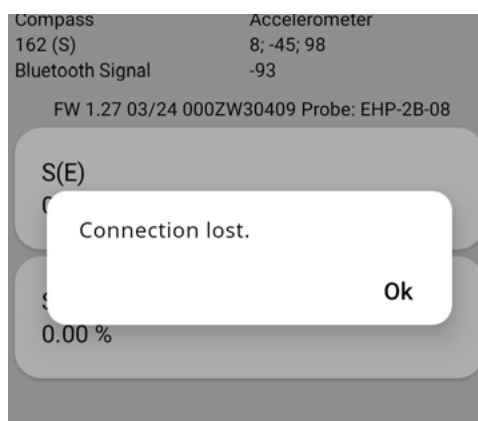 Compass Accelerometer
162 (S) 8; -45; 98
Bluetooth Signal -93
FW 1.27 03/24 000ZW30409 Probe: EHP-2B-08
S(E)
Connection lost.
Ok
0.00 %